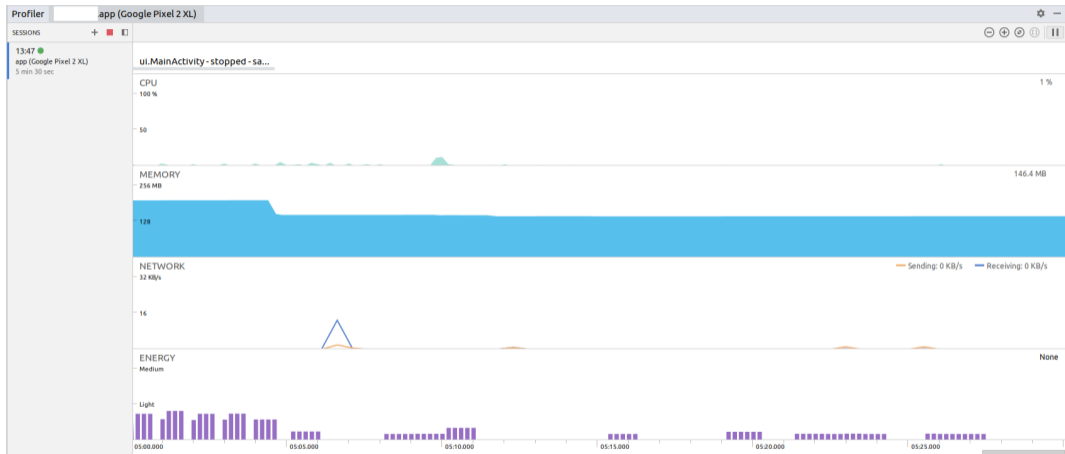 Profiler .app (Google Pixel 2 XL)
SESSIONS
13:47
app (Google Pixel 2 XL)
5 min 30 sec
ui.MainActivity - stopped - sa...
CPU 1 %
100 %
50
MEMORY 146.4 MB
256 MB
128
NETWORK Sending: 0 KB/s Receiving: 0 KB/s
32 KB/s
16
ENERGY None
Medium
Light
05:00.000 05:05.000 05:10.000 05:15.000 05:20.000 05:25.000